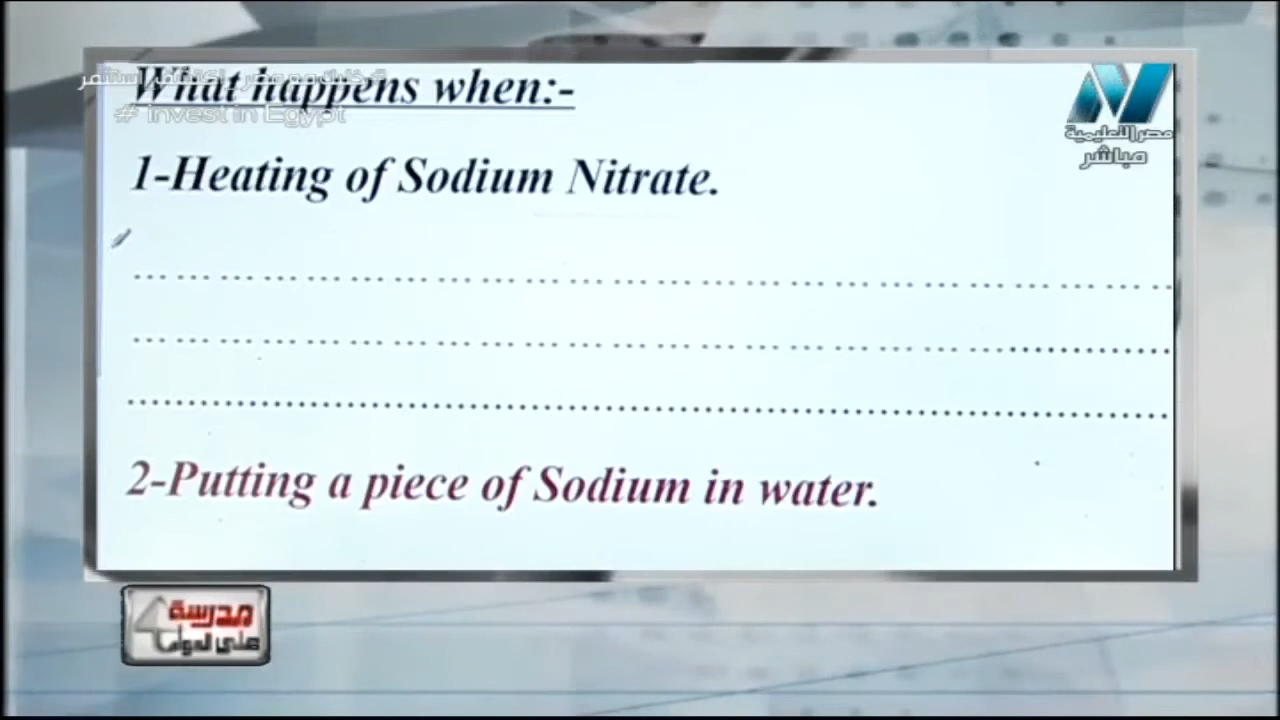 What happens when:-
# Invest in Egypt
مصر التعليمية
مباشر
1-Heating of Sodium Nitrate.
................................................................
................................................................
................................................................
2-Putting a piece of Sodium in water.
مدرسة
على الهواء